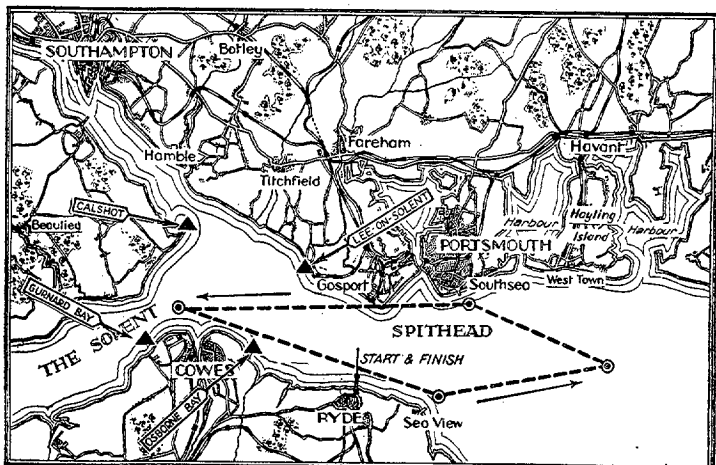 SOUTHAMPTON
Botley
Hamble
Titchfield
Fareham
Havant
CALSHOT
Beaulieu
LEE-ON-SOLENT
PORTSMOUTH
Harbour
Hayling
Island
Harbour
GURNARD BAY
Gosport
Southsea
West Town
THE SOLENT
SPITHEAD
COWES
START & FINISH
OSBORNE BAY
RYDE
Sea View